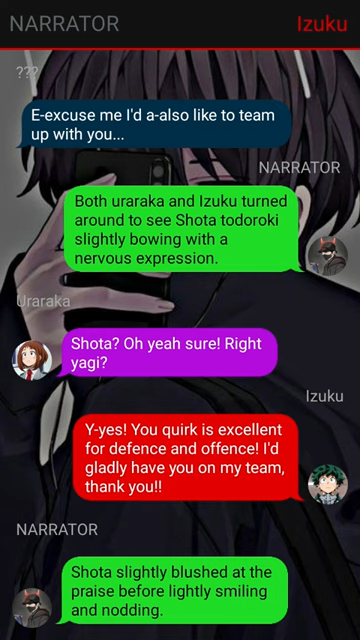 NARRATOR Izuku
???
E-excuse me I'd a-also like to team
up with you...
NARRATOR
Both uraraka and Izuku turned
around to see Shota todoroki
slightly bowing with a
nervous expression.
Uraraka
Shota? Oh yeah sure! Right
yagi?
Izuku
Y-yes! You quirk is excellent
for defence and offence! I'd
gladly have you on my team,
thank you!!
NARRATOR
Shota slightly blushed at the
praise before lightly smiling
and nodding.